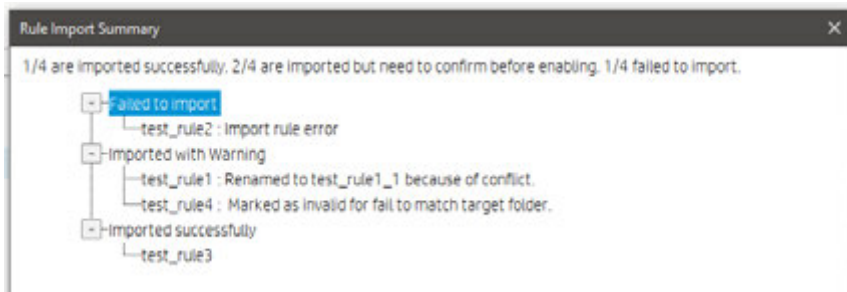 Rule Import Summary
1/4 are imported successfully. 2/4 are imported but need to confirm before enabling. 1/4 failed to import.
Failed to import
test_rule2 : Import rule error
Imported with Warning
test_rule1 : Renamed to test_rule1_1 because of conflict.
test_rule4 : Marked as invalid for fail to match target folder.
Imported successfully
test_rule3